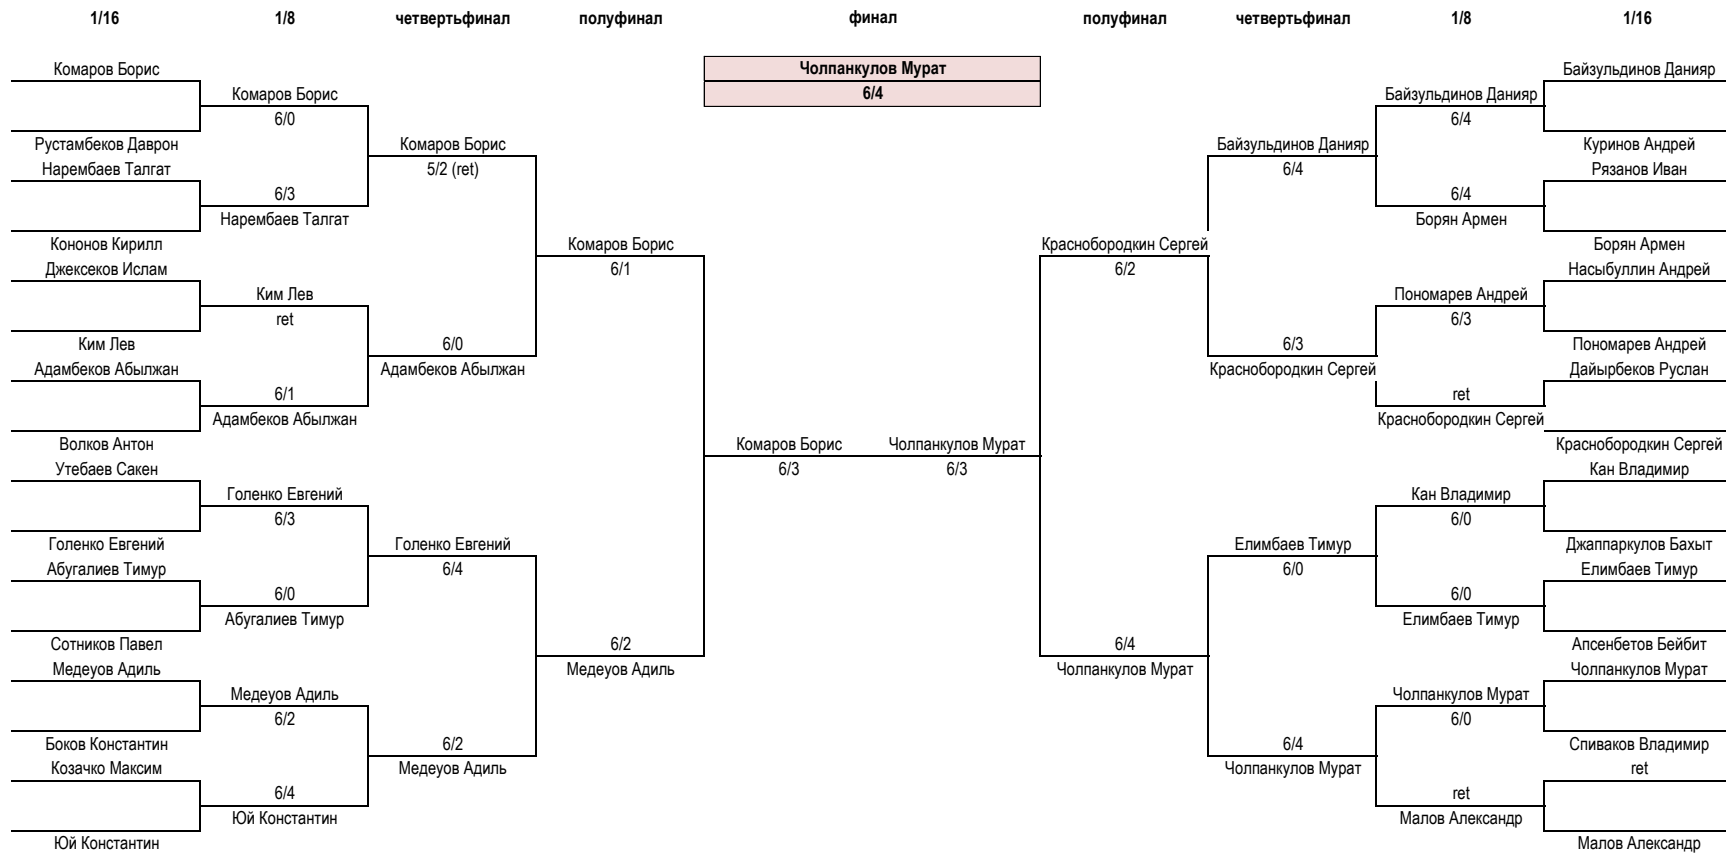 1/16 1/8 четвертьфинал полуфинал финал полуфинал четвертьфинал 1/8 1/16
Комаров Борис Чолпанкулов Мурат Байзульдинов Данияр
Комаров Борис 6/4 Байзульдинов Данияр
6/0 6/4
Рустамбеков Даврон Комаров Борис Байзульдинов Данияр Куринов Андрей
Нарембаев Талгат 5/2 (ret) 6/4 Рязанов Иван
6/3 6/4
Нарембаев Талгат Борян Армен
Кононов Кирилл Комаров Борис Краснобородкин Сергей Борян Армен
Джексеков Ислам 6/1 6/2 Насыбуллин Андрей
Ким Лев Пономарев Андрей
ret 6/3
Ким Лев 6/0 6/3 Пономарев Андрей
Адамбеков Абылжан Адамбеков Абылжан Краснобородкин Сергей Дайырбеков Руслан
6/1 ret
Адамбеков Абылжан Краснобородкин Сергей
Волков Антон Комаров Борис Чолпанкулов Мурат Краснобородкин Сергей
Утебаев Сакен 6/3 6/3 Кан Владимир
Голенко Евгений Кан Владимир
6/3 6/0
Голенко Евгений Голенко Евгений Елимбаев Тимур Джаппаркулов Бахыт
Абугалиев Тимур 6/4 6/0 Елимбаев Тимур
6/0 6/0
Абугалиев Тимур Елимбаев Тимур
Сотников Павел 6/2 6/4 Апсенбетов Бейбит
Медеуов Адиль Медеуов Адиль Чолпанкулов Мурат Чолпанкулов Мурат
Медеуов Адиль Чолпанкулов Мурат
6/2 6/0
Боков Константин 6/2 6/4 Спиваков Владимир
Козачко Максим Медеуов Адиль Чолпанкулов Мурат ret
6/4 ret
Юй Константин Малов Александр
Юй Константин Малов Александр